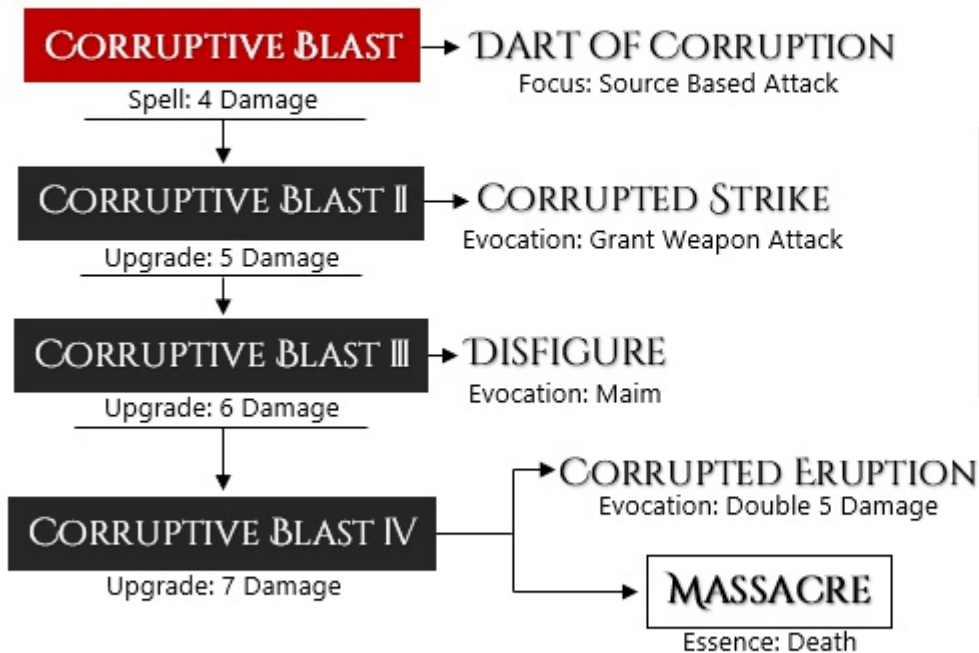 Corruptive Blast
Dart of Corruption
Spell: 4 Damage
Focus: Source Based Attack
Corruptive Blast II
Corrupted Strike
Upgrade: 5 Damage
Evocation: Grant Weapon Attack
Corruptive Blast III
Disfigure
Upgrade: 6 Damage
Evocation: Maim
Corruptive Blast IV
Corrupted Eruption
Evocation: Double 5 Damage
Upgrade: 7 Damage
Massacre
Essence: Death